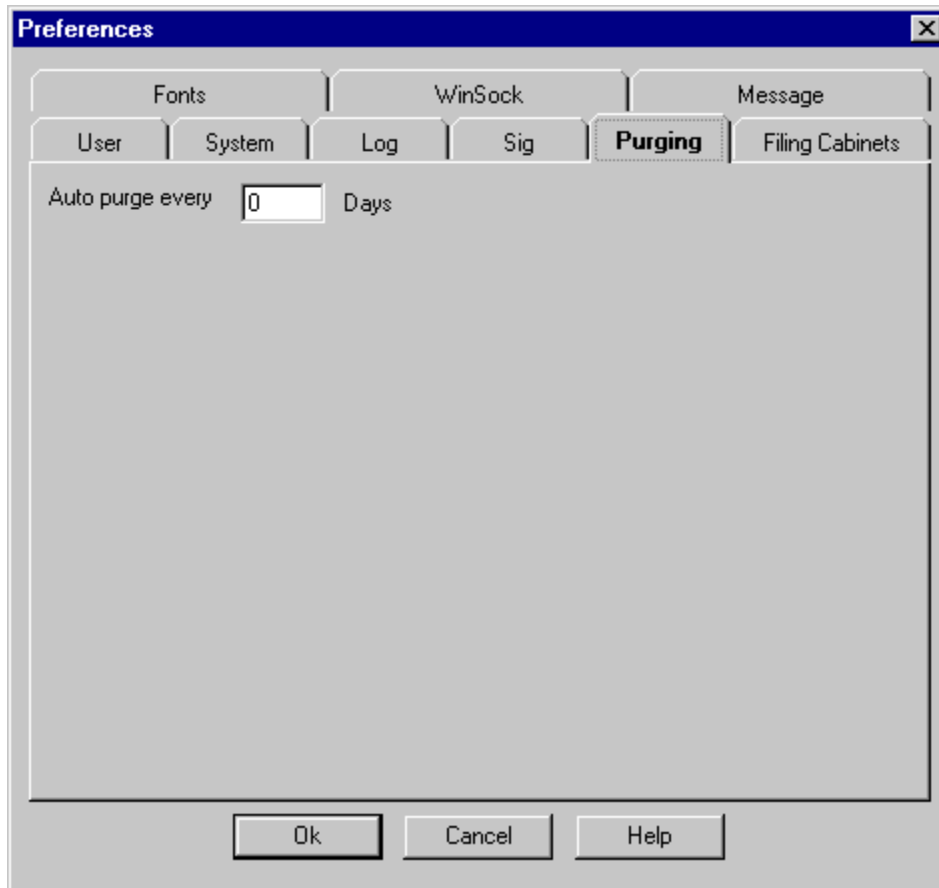 Preferences
Fonts WinSock Message
User System Log Sig Purging Filing Cabinets
Auto purge every 0 Days
Ok Cancel Help